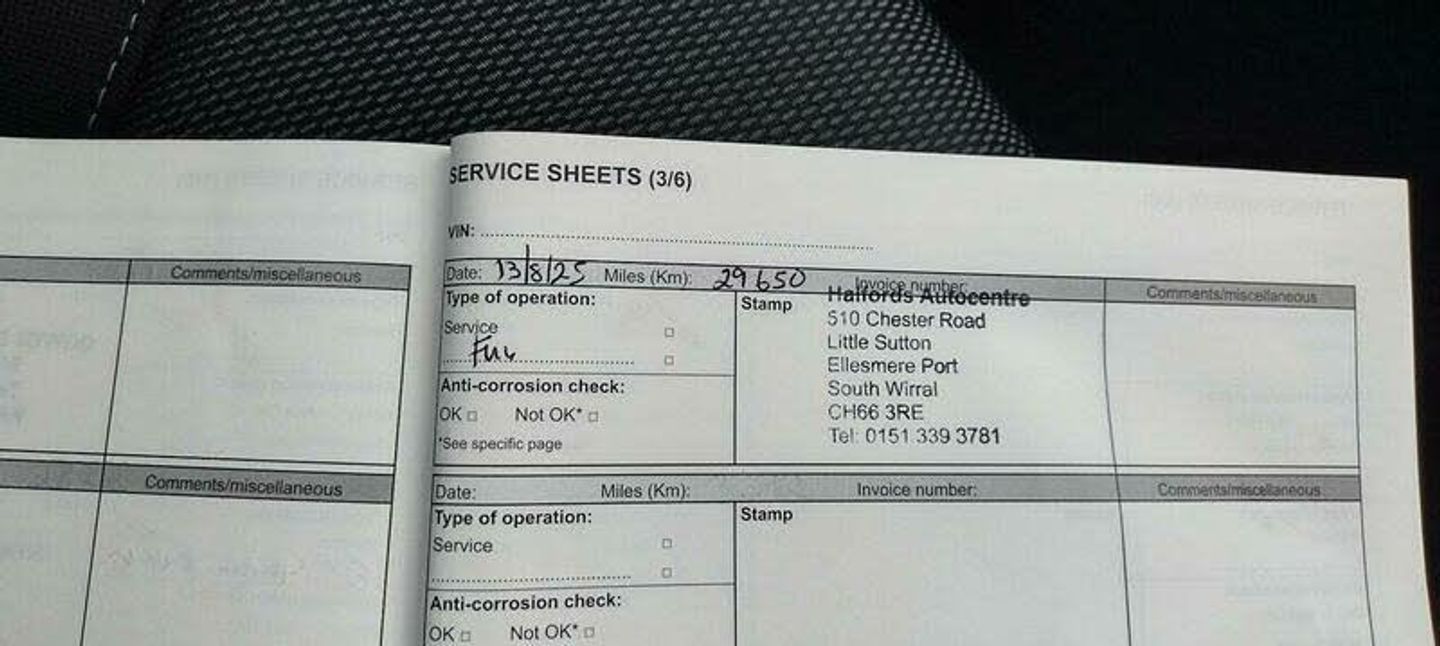 SERVICE SHEETS (3/6)
VIN:
Comments/miscellaneous
Date: 13/8/25 Miles (Km): 29650 Invoice number: Comments/miscellaneous
Type of operation:
Stamp
Halfords Autocentre
510 Chester Road
Little Sutton
Ellesmere Port
South Wirral
CH66 3RE
Tel: 0151 339 3781
Service
Full
Anti-corrosion check:
OK Not OK*
*See specific page
Comments/miscellaneous
Date: Miles (Km): Invoice number: Comments/miscellaneous
Type of operation:
Stamp
Service
Anti-corrosion check:
OK Not OK*